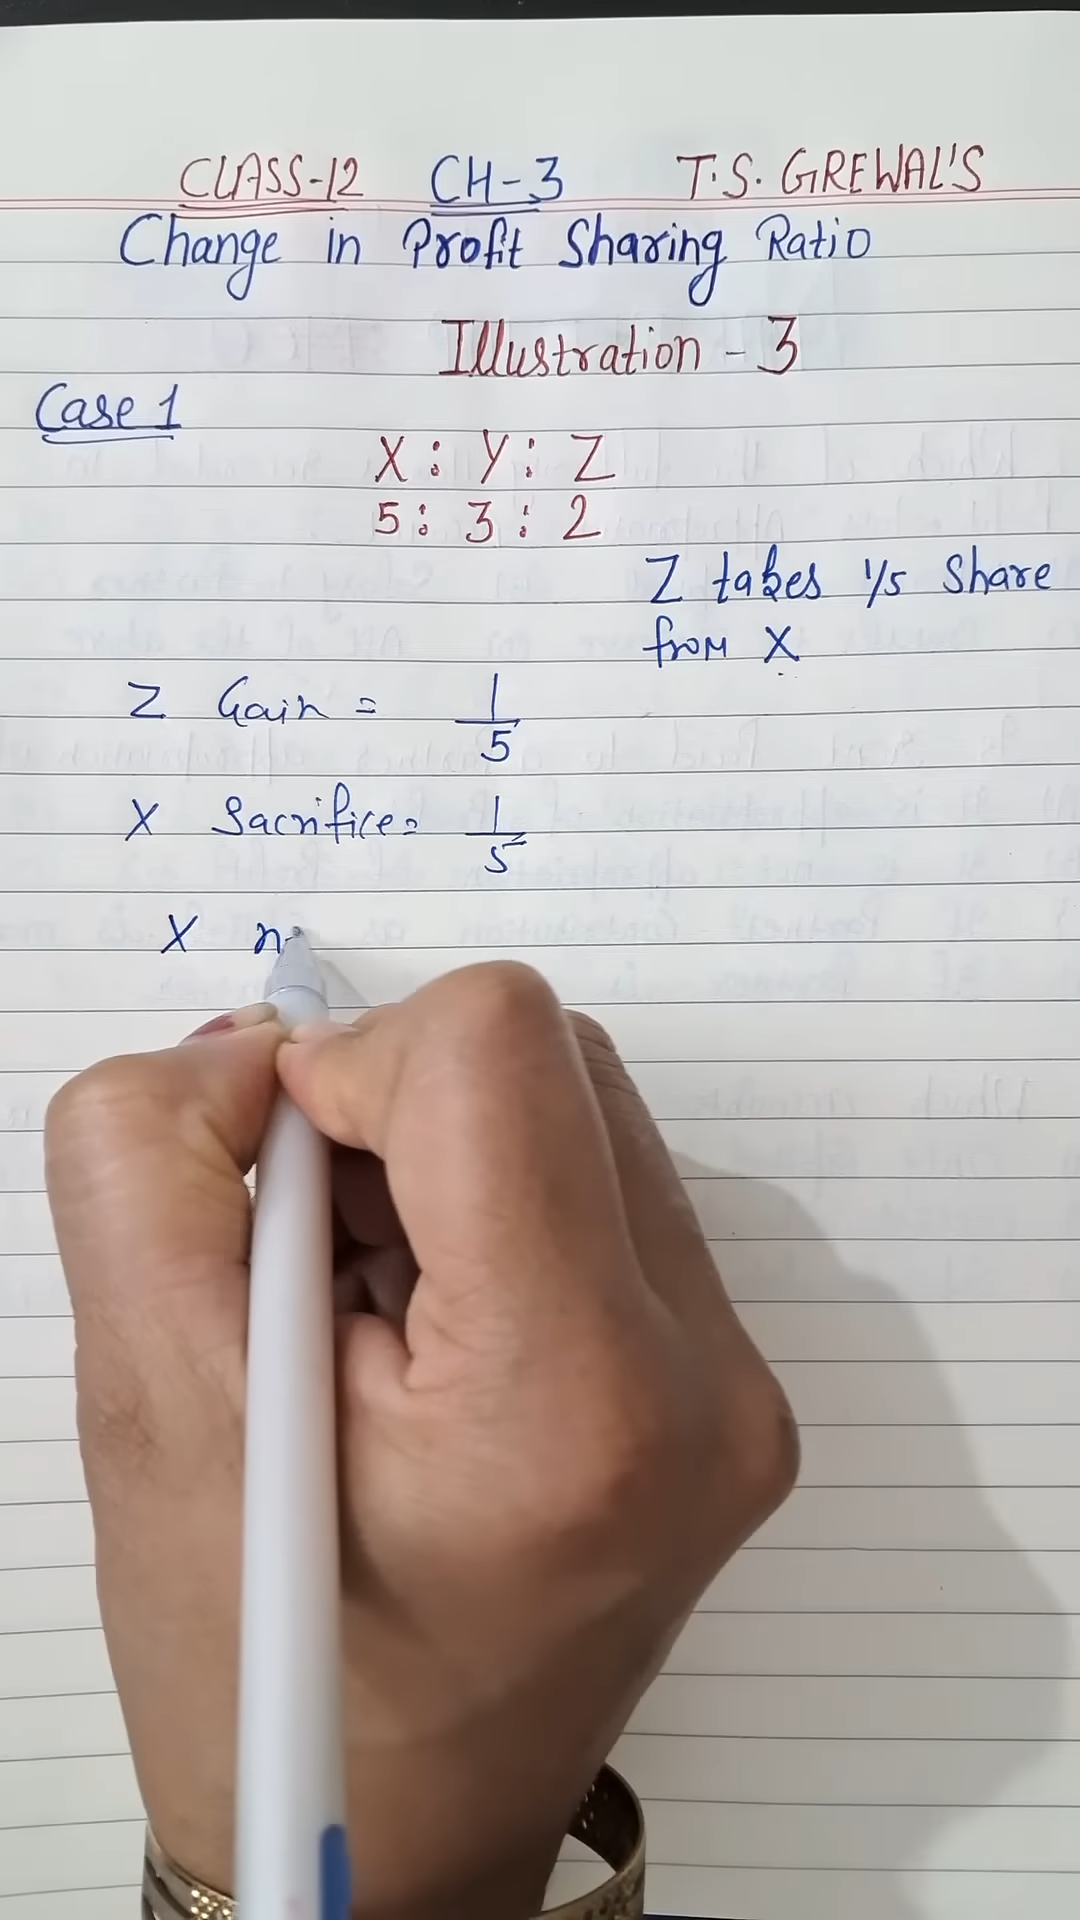 CLASS-12 CH-3 T.S. GREWAL'S
Change in Profit Sharing Ratio
Illustration - 3
Case 1
X : Y : Z
5 : 3 : 2
Z takes 1/5 Share
from X
Z Gain = 1/5
X Sacrifice = 1/5
X n